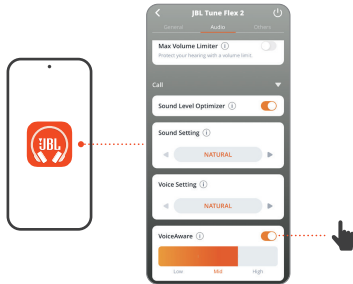 JBL Tune Flex 2
General Audio Others
Max Volume Limiter
Protect your hearing with a volume limit.
Call
Sound Level Optimizer
JBL
Sound Setting
NATURAL
Voice Setting
NATURAL
VoiceAware
Low Mid High